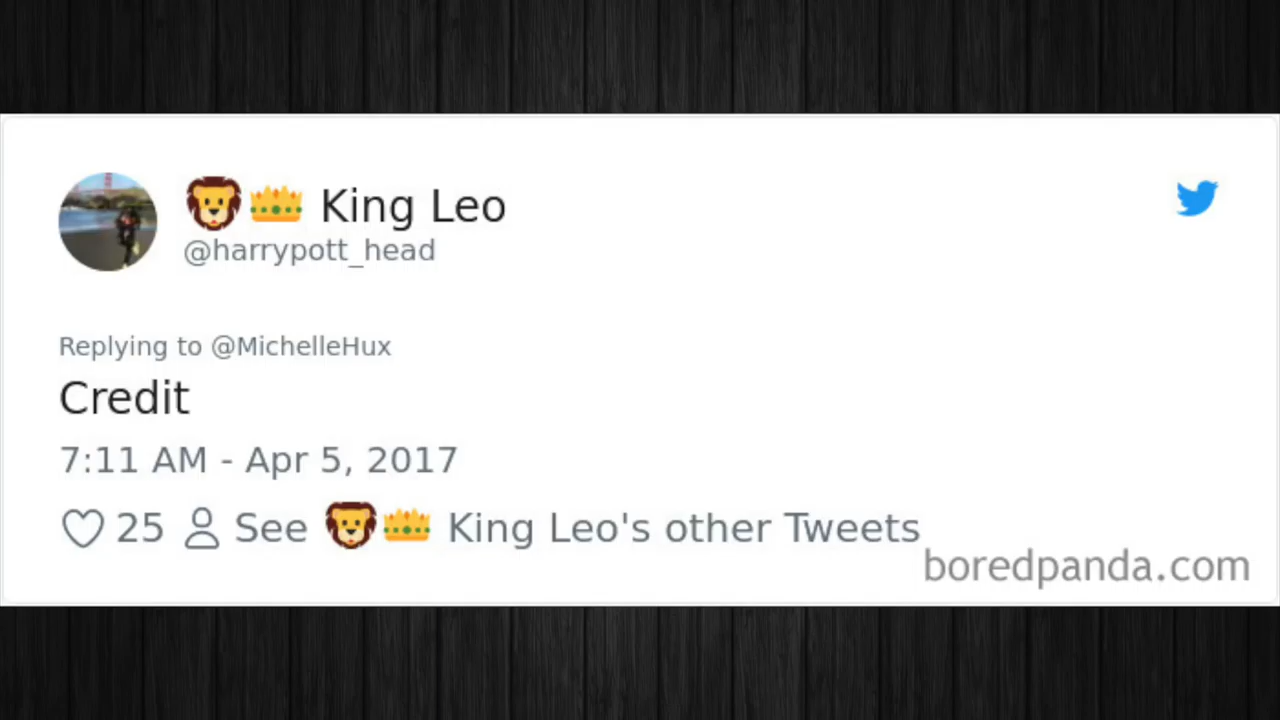 🦁👑 King Leo
@harrypott_head
Replying to @MichelleHux
Credit
7:11 AM - Apr 5, 2017
25 See 🦁👑 King Leo's other Tweets
boredpanda.com